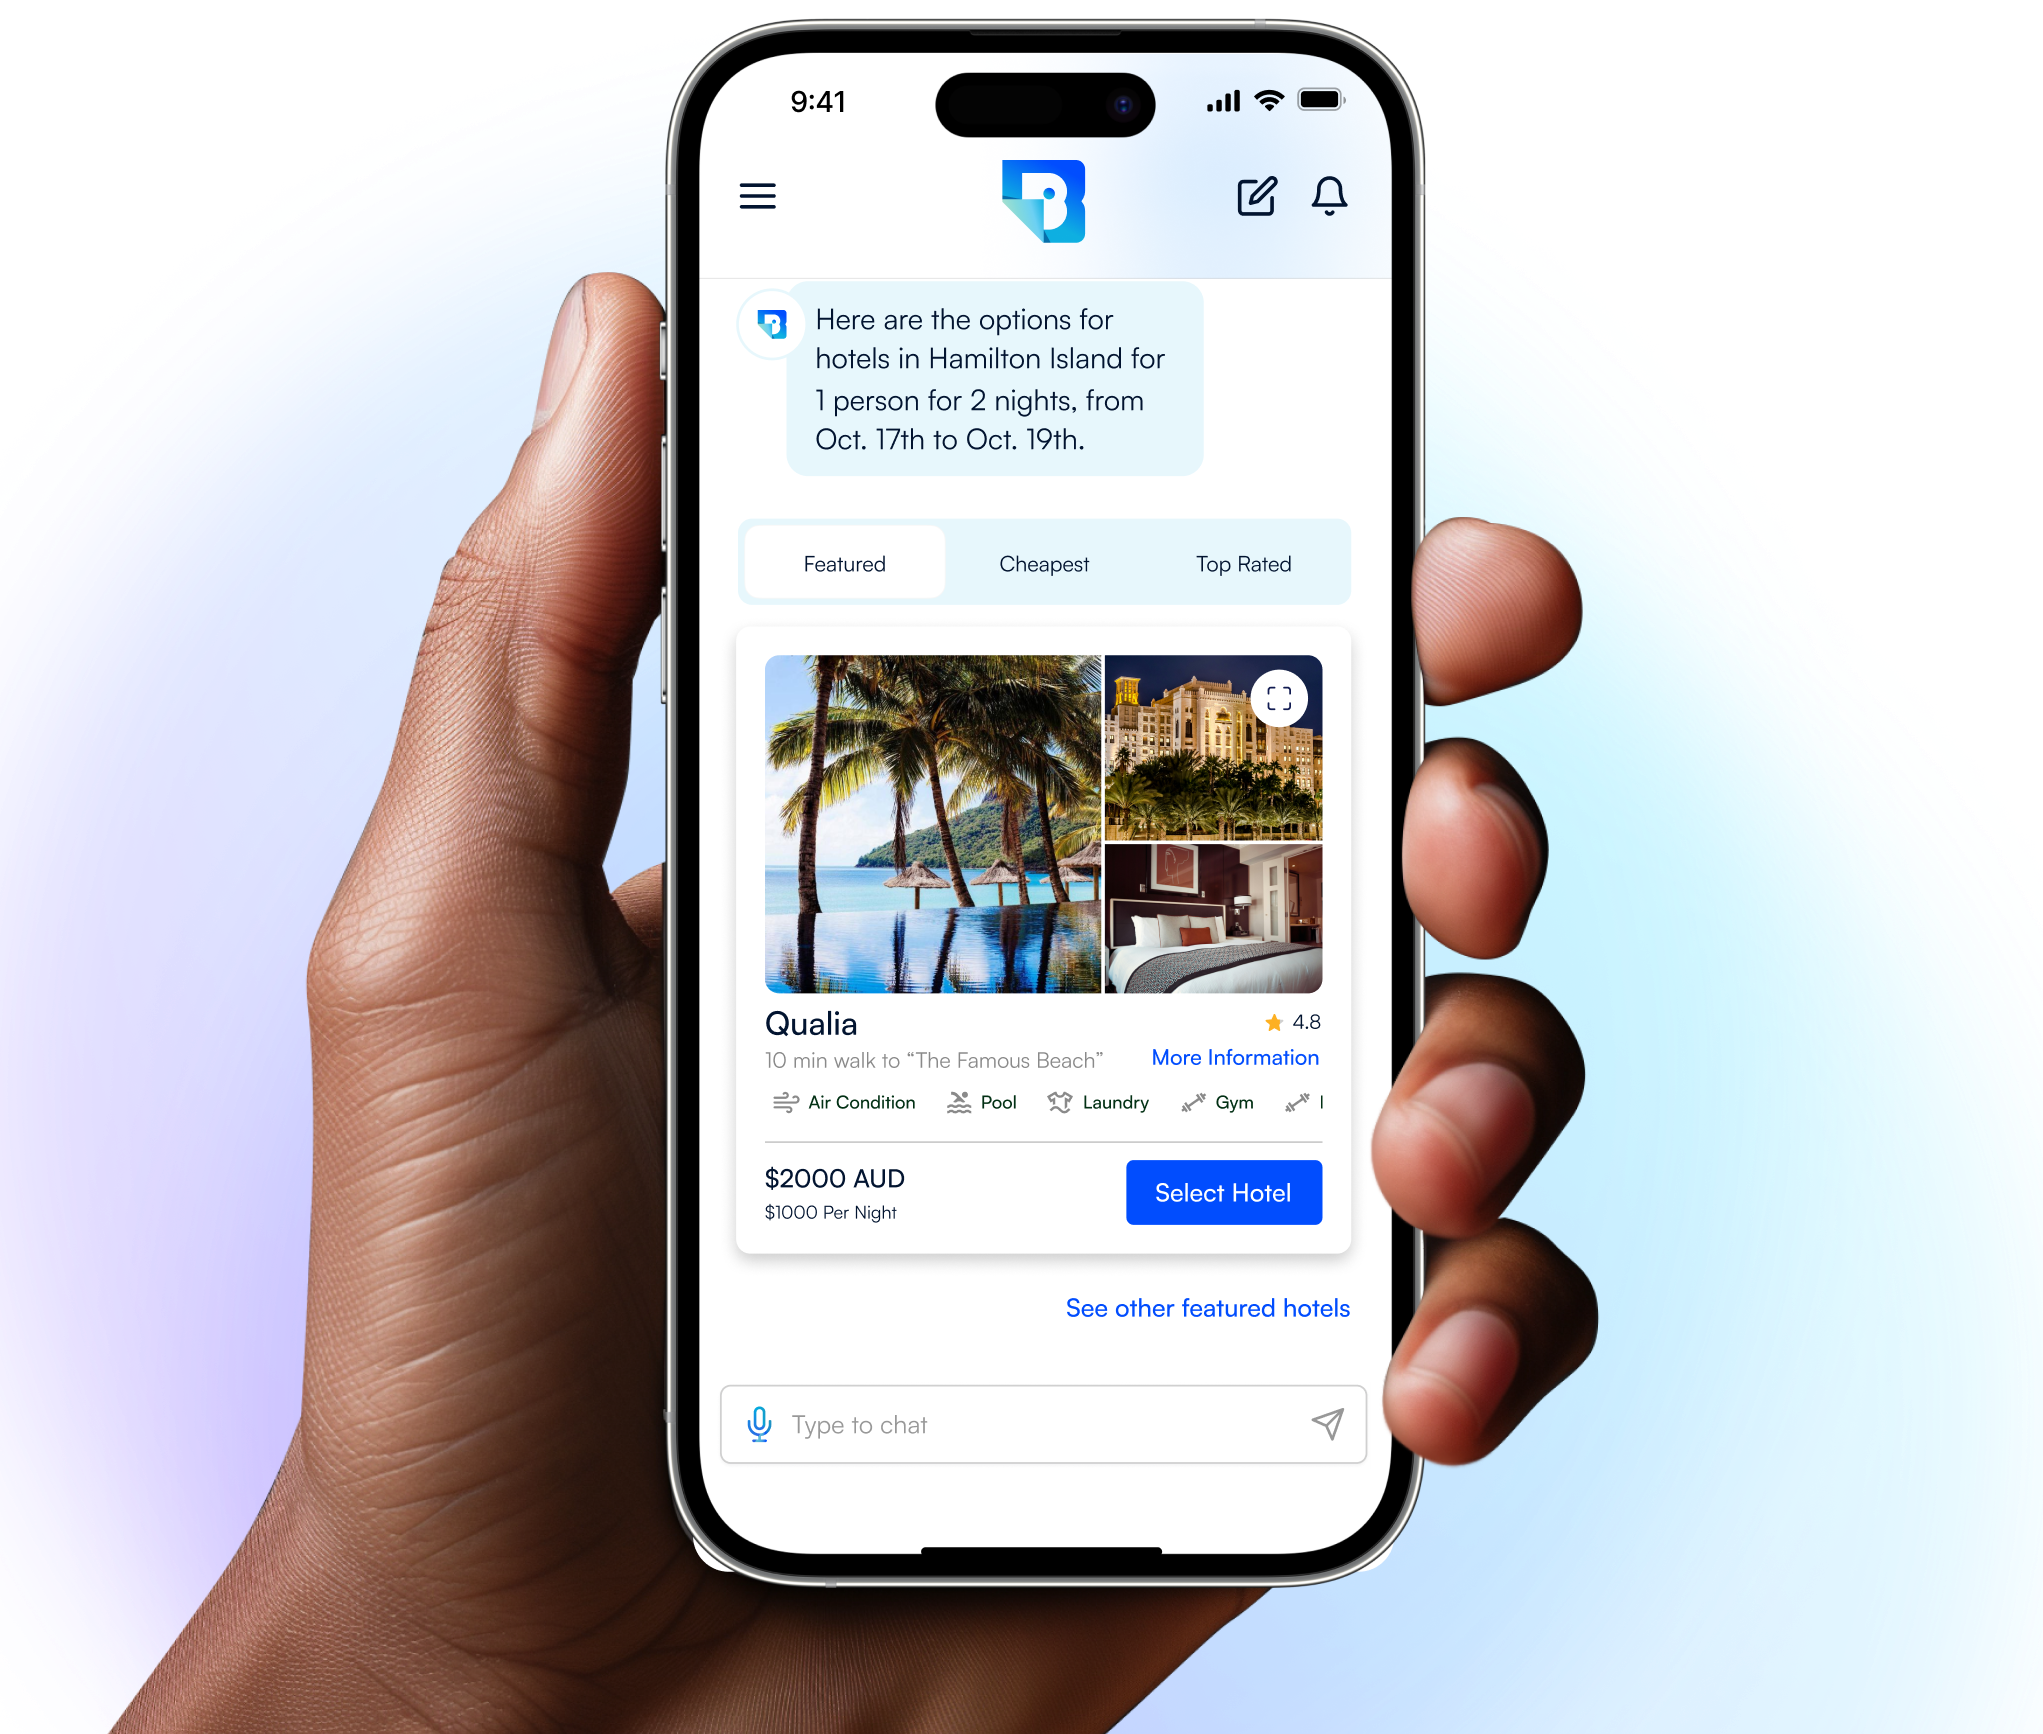 9:41
Here are the options for
hotels in Hamilton Island for
1 person for 2 nights, from
Oct. 17th to Oct. 19th.
Featured Cheapest Top Rated
Qualia 4.8
10 min walk to “The Famous Beach” More Information
Air Condition Pool Laundry Gym
$2000 AUD
$1000 Per Night
Select Hotel
See other featured hotels
Type to chat